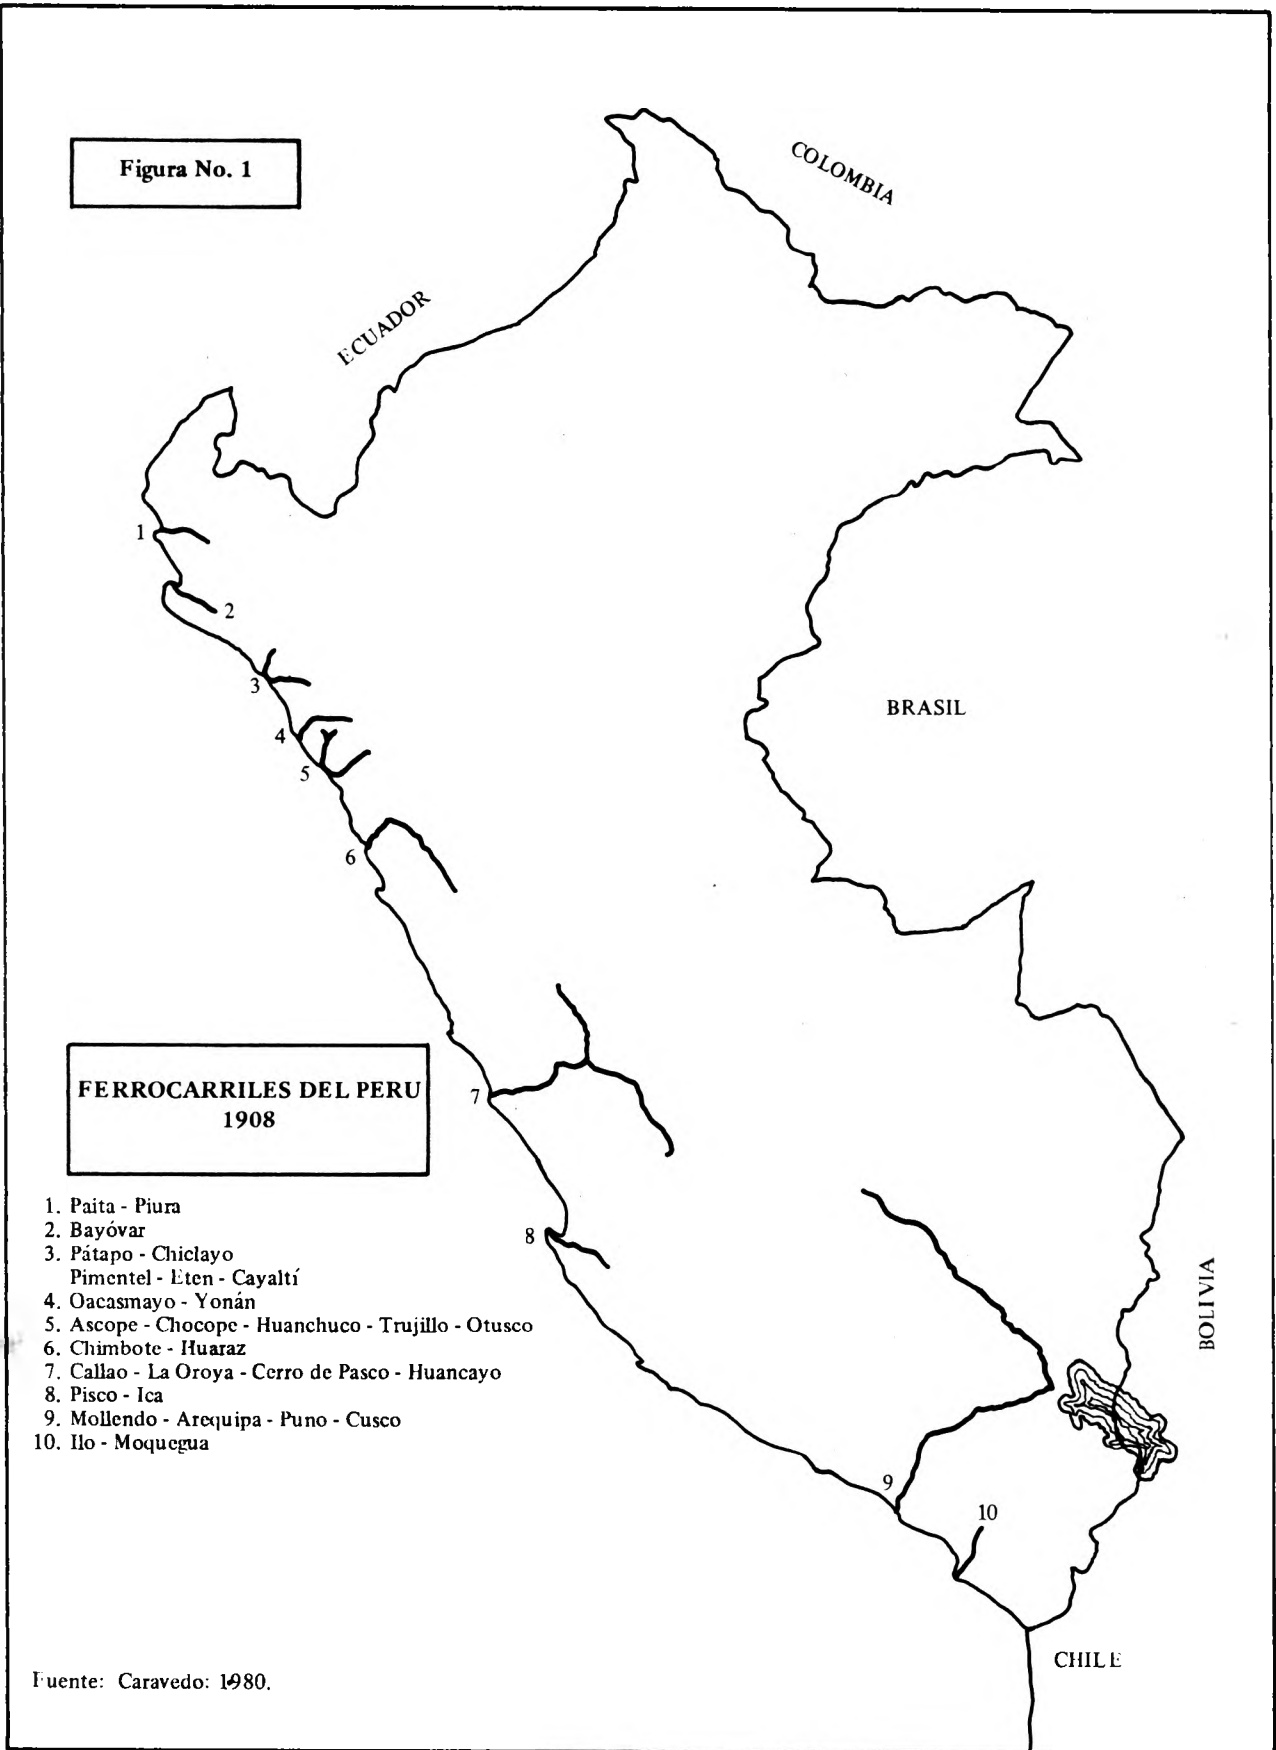 Figura No. 1
COLOMBIA
ECUADOR
1
2
3
BRASIL
4
5
6
FERROCARRILES DEL PERU
1908
7
1. Paita - Piura
2. Bayóvar
3. Pátapo - Chiclayo
Pimentel - Eten - Cayaltí
4. Oacasmayo - Yonán
5. Ascope - Chocope - Huanchuco - Trujillo - Otusco
6. Chimbote - Huaraz
7. Callao - La Oroya - Cerro de Pasco - Huancayo
8. Pisco - Ica
9. Mollendo - Arequipa - Puno - Cusco
10. Ilo - Moquegua
8
BOLIVIA
9
10
CHILE
Fuente: Caravedo: 1980.